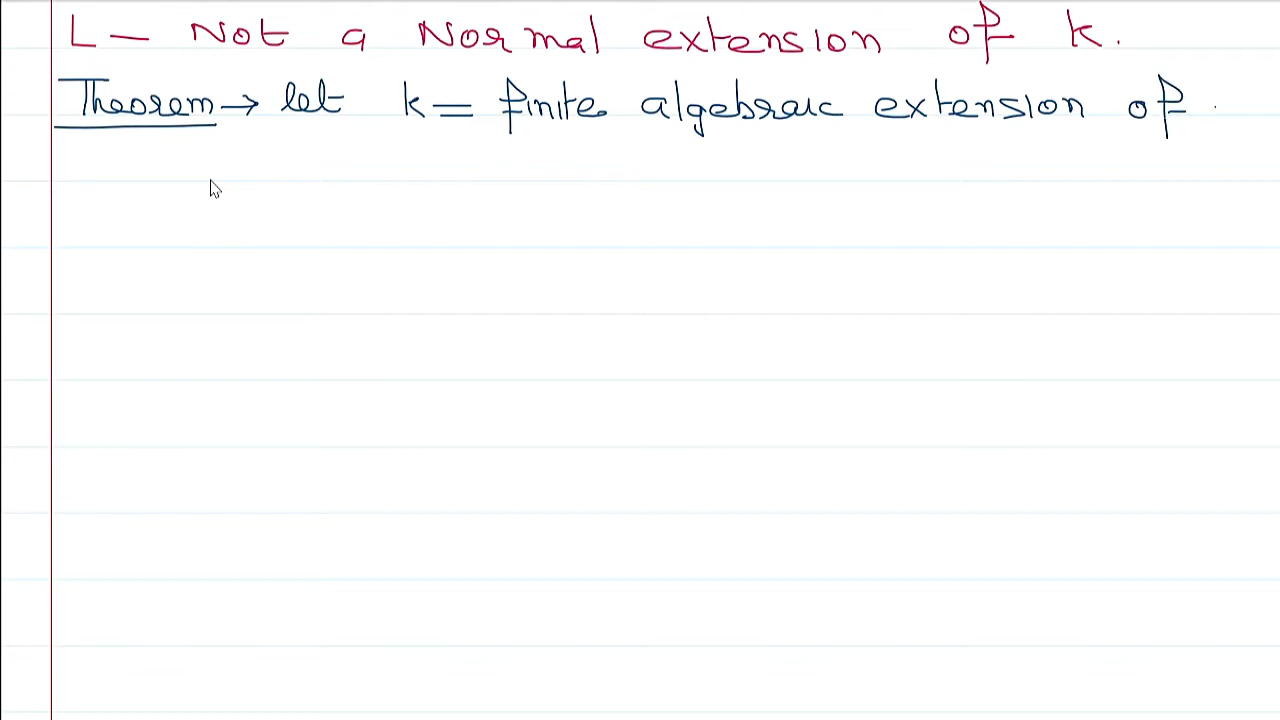 L - Not a Normal extension of k.
Theorem → let k = finite algebraic extension of